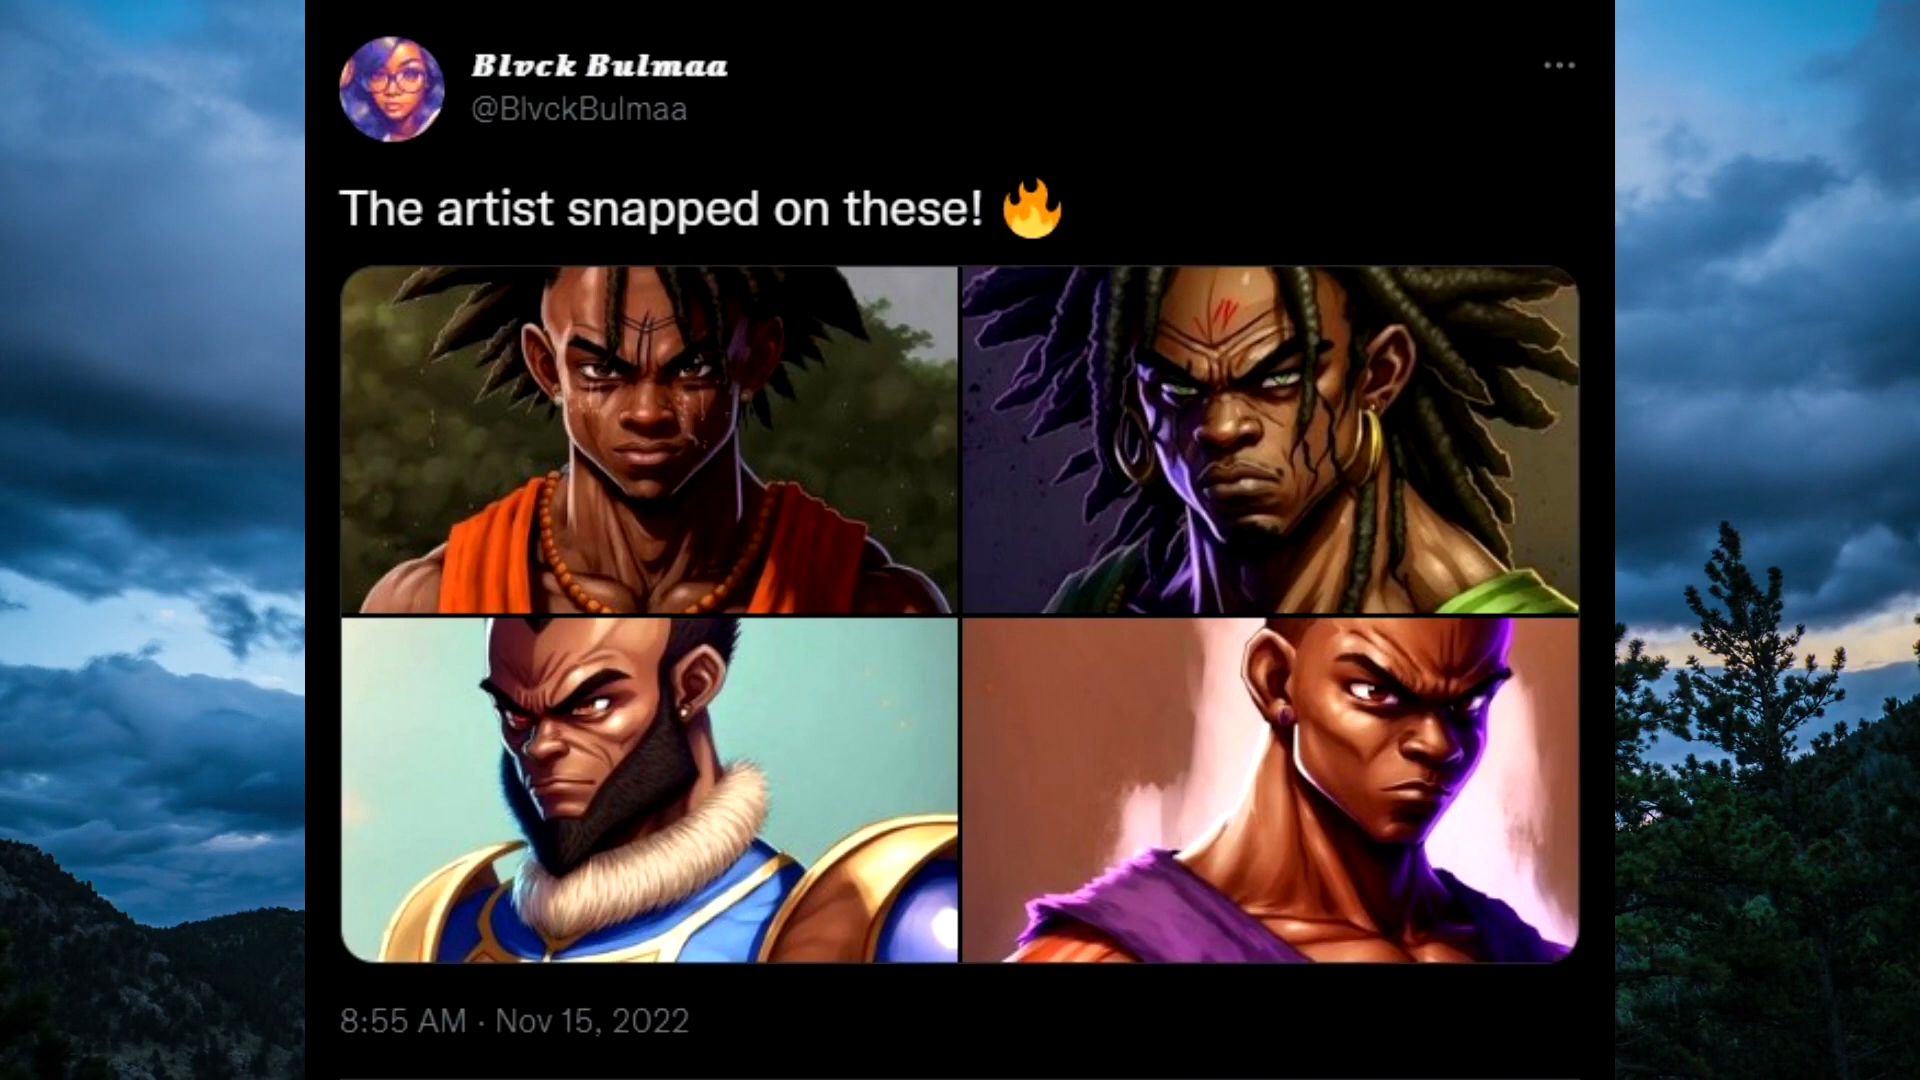 Blvck Bulmaa
@BlvckBulmaa
The artist snapped on these! 🔥
8:55 AM · Nov 15, 2022